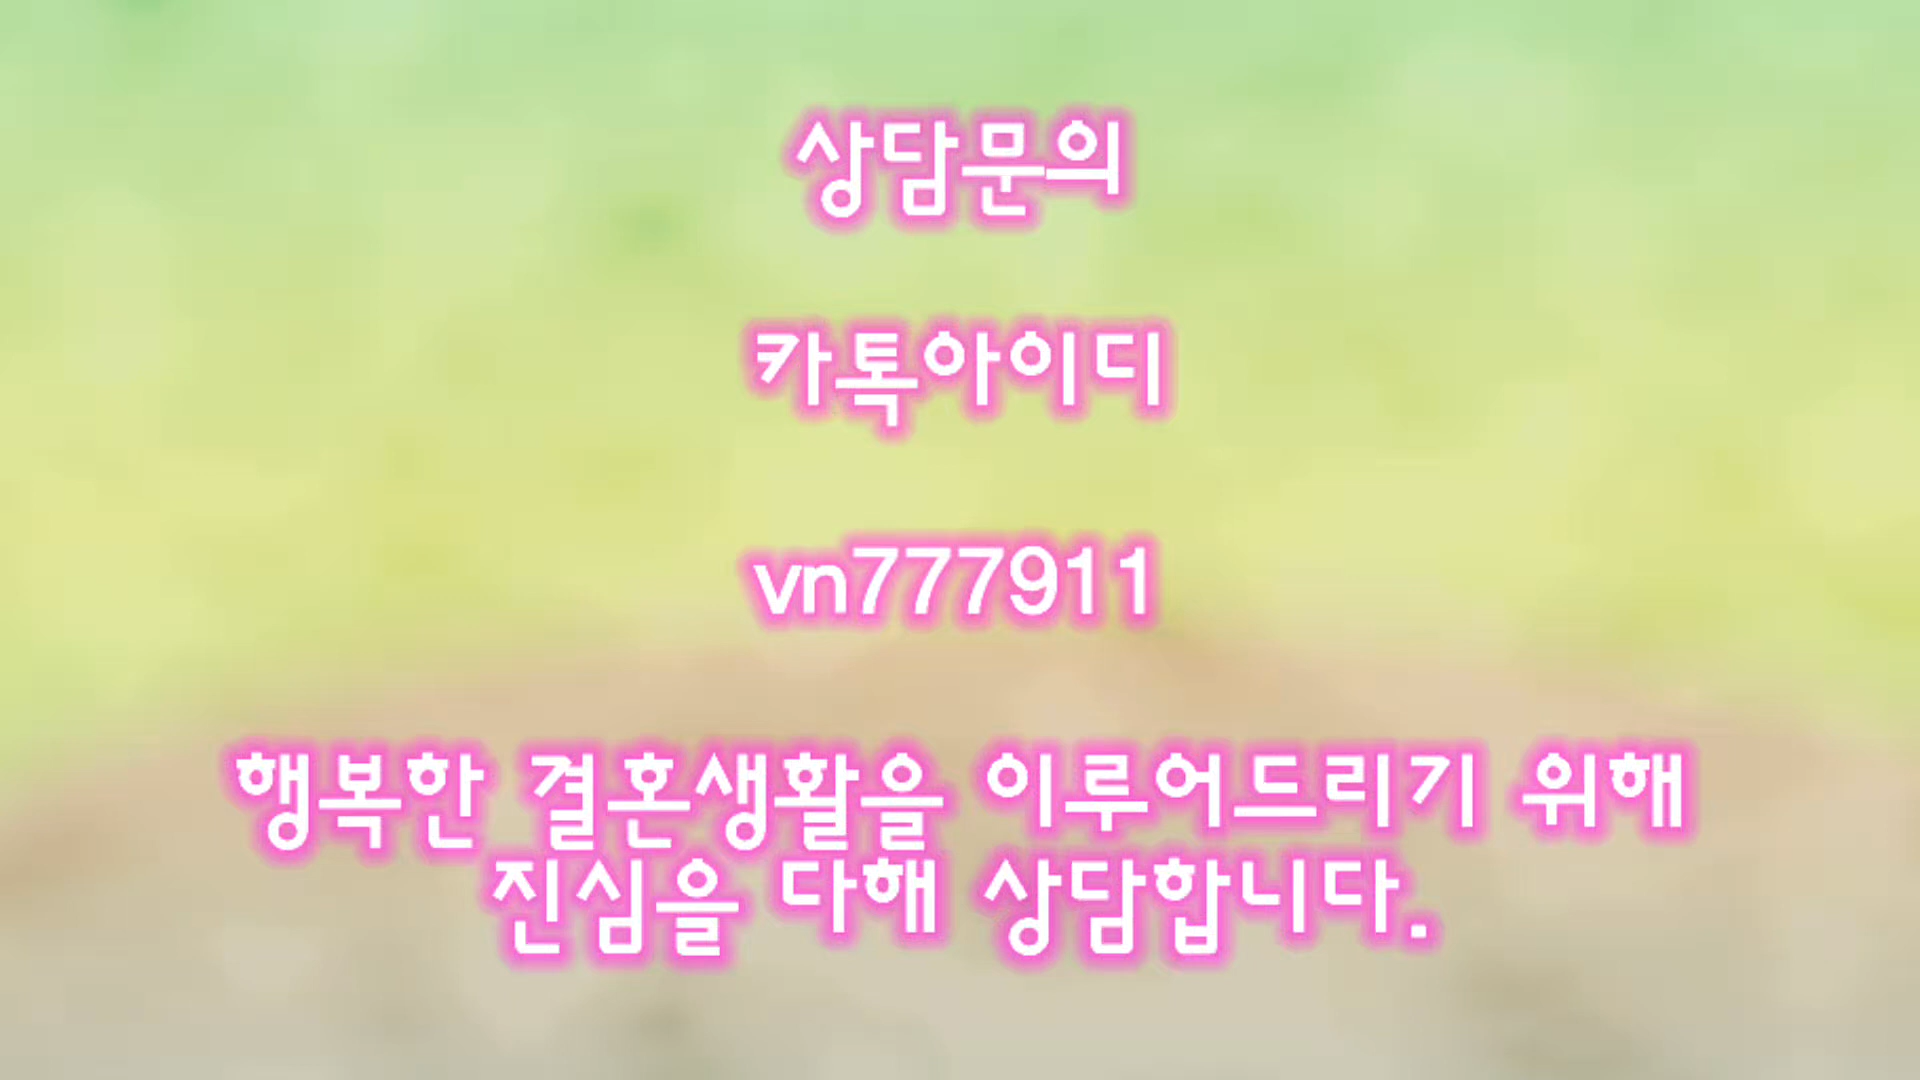 상담문의
카톡아이디
vn777911
행복한 결혼생활을 이루어드리기 위해
진심을 다해 상담합니다.